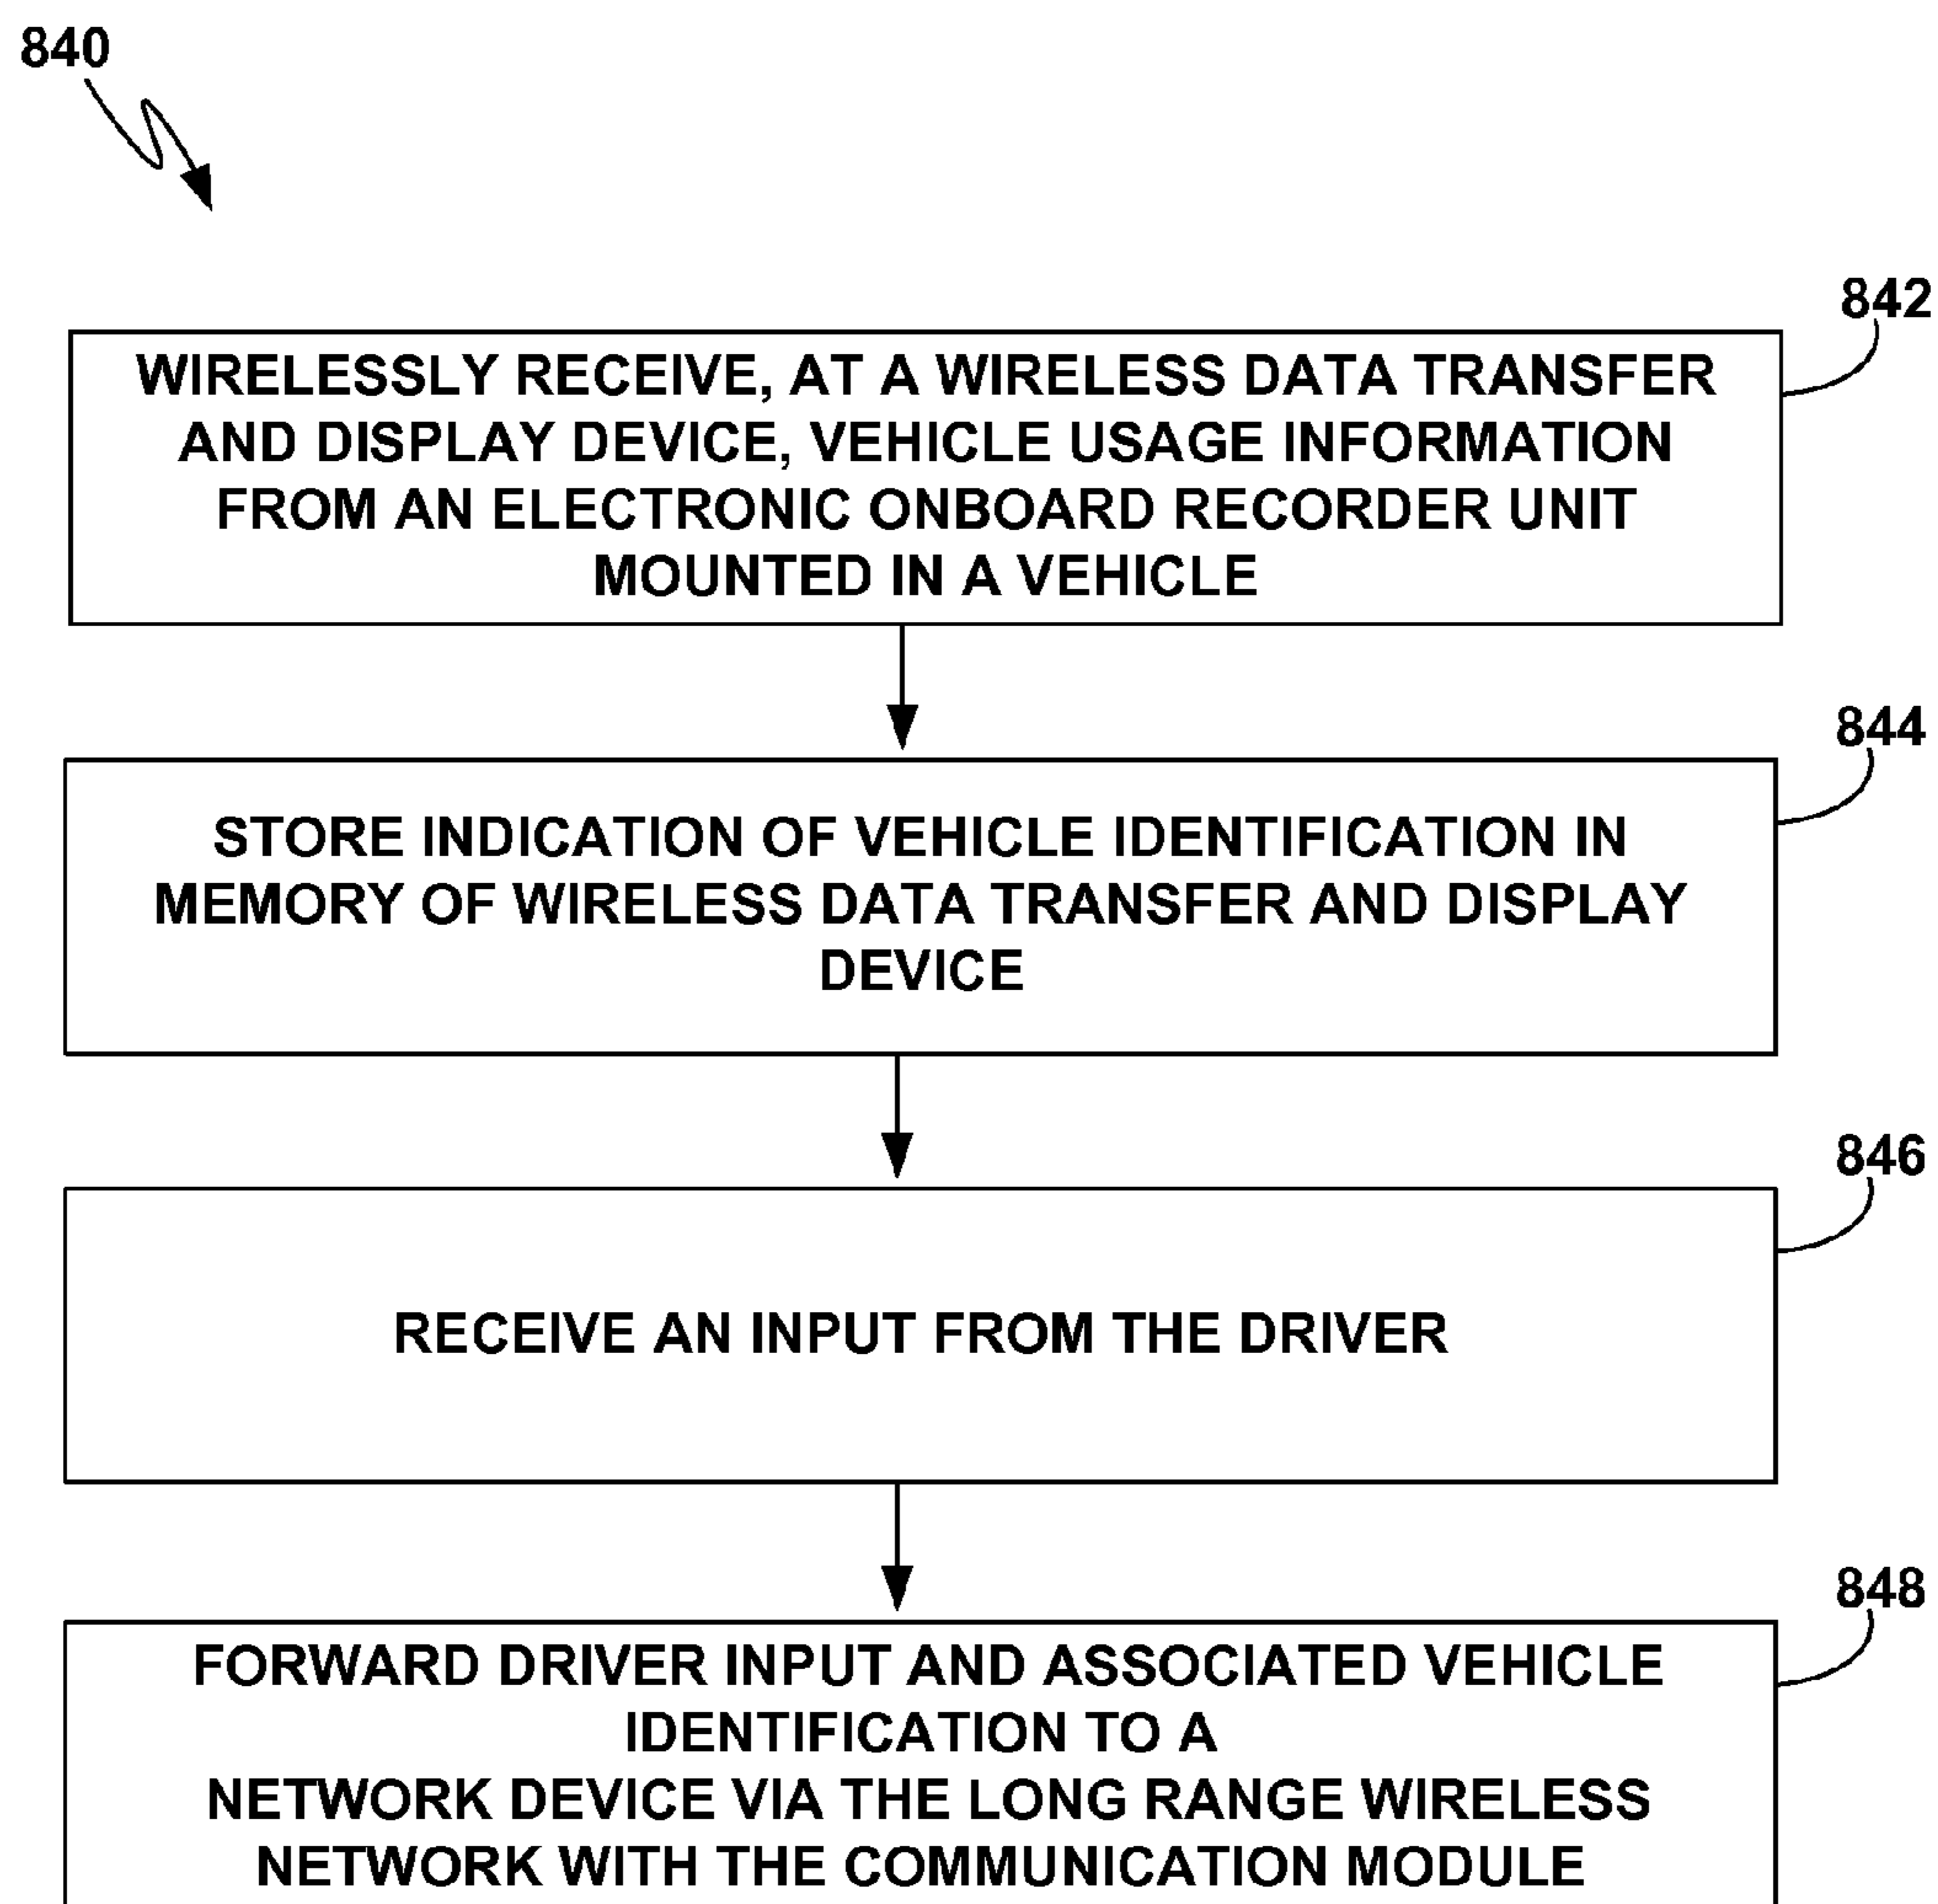 840
842
WIRELESSLY RECEIVE, AT A WIRELESS DATA TRANSFER
AND DISPLAY DEVICE, VEHICLE USAGE INFORMATION
FROM AN ELECTRONIC ONBOARD RECORDER UNIT
MOUNTED IN A VEHICLE
844
STORE INDICATION OF VEHICLE IDENTIFICATION IN
MEMORY OF WIRELESS DATA TRANSFER AND DISPLAY
DEVICE
846
RECEIVE AN INPUT FROM THE DRIVER
848
FORWARD DRIVER INPUT AND ASSOCIATED VEHICLE
IDENTIFICATION TO A
NETWORK DEVICE VIA THE LONG RANGE WIRELESS
NETWORK WITH THE COMMUNICATION MODULE